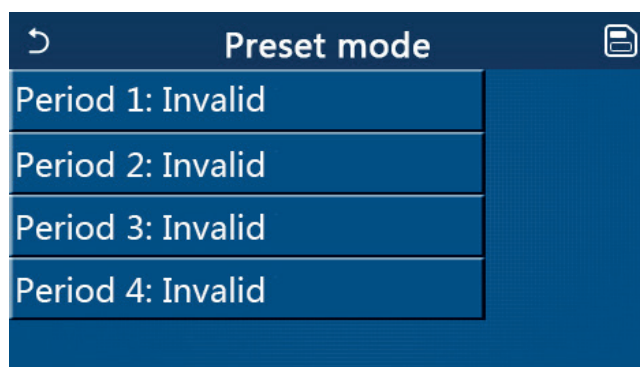 Preset mode
Period 1: Invalid
Period 2: Invalid
Period 3: Invalid
Period 4: Invalid